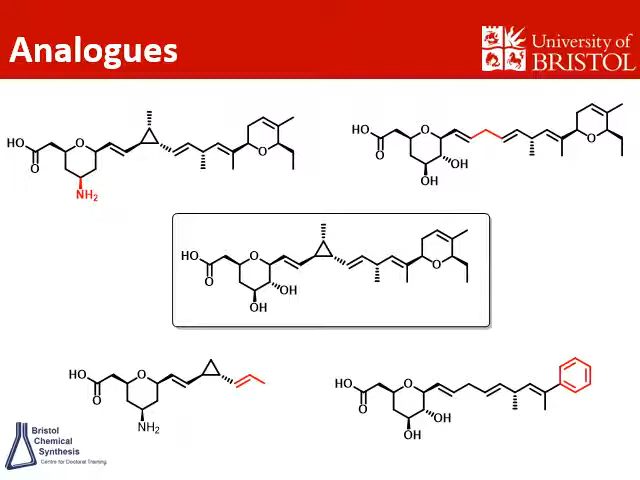 Analogues
University of
BRISTOL
HO
O
O
NH2
O
HO
O
O
OH
OH
O
HO
O
O
OH
OH
O
HO
O
O
NH2
HO
O
O
OH
OH
Bristol
Chemical
Synthesis
Centre for Doctoral Training